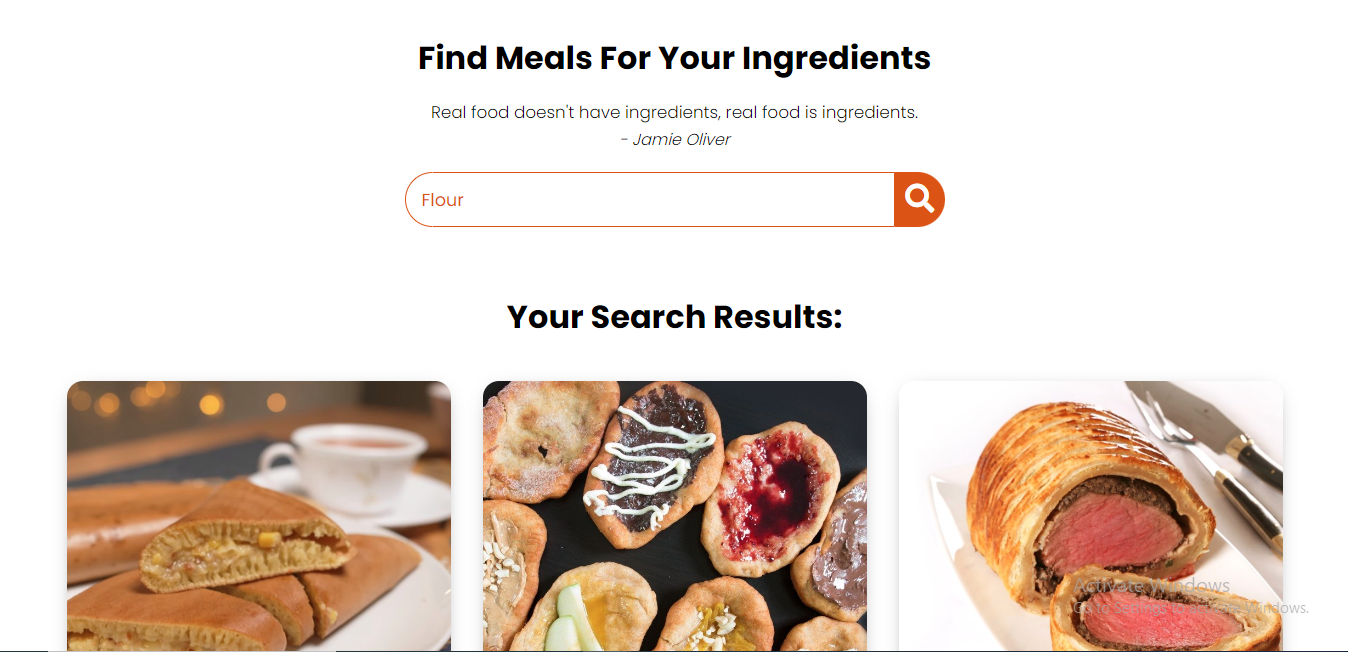 Find Meals For Your Ingredients
Real food doesn't have ingredients, real food is ingredients.
- Jamie Oliver
Flour
Your Search Results:
Activate Windows
Go to Settings to activate Windows.